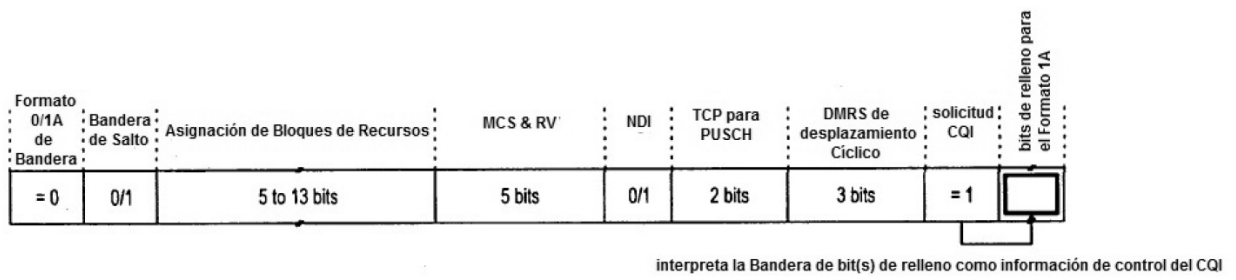 Formato
0/1A
de
Bandera
Bandera
de Salto
Asignación de Bloques de Recursos
MCS & RV
NDI
TCP para
PUSCH
DMRS de
desplazamiento
Cíclico
solicitud
CQI
bits de relleno para
el Formato 1A
= 0
0/1
5 to 13 bits
5 bits
0/1
2 bits
3 bits
= 1
interpreta la Bandera de bit(s) de relleno como información de control del CQI